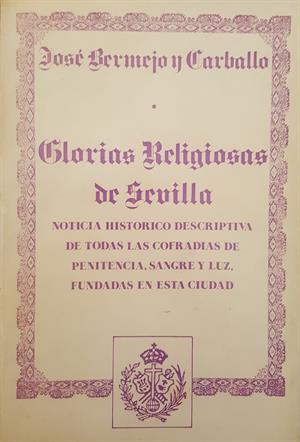 José Bermejo y Carballo
Glorias Religiosas
de Sevilla
NOTICIA HISTORICO DESCRIPTIVA
DE TODAS LAS COFRADIAS DE
PENITENCIA, SANGRE Y LUZ,
FUNDADAS EN ESTA CIUDAD